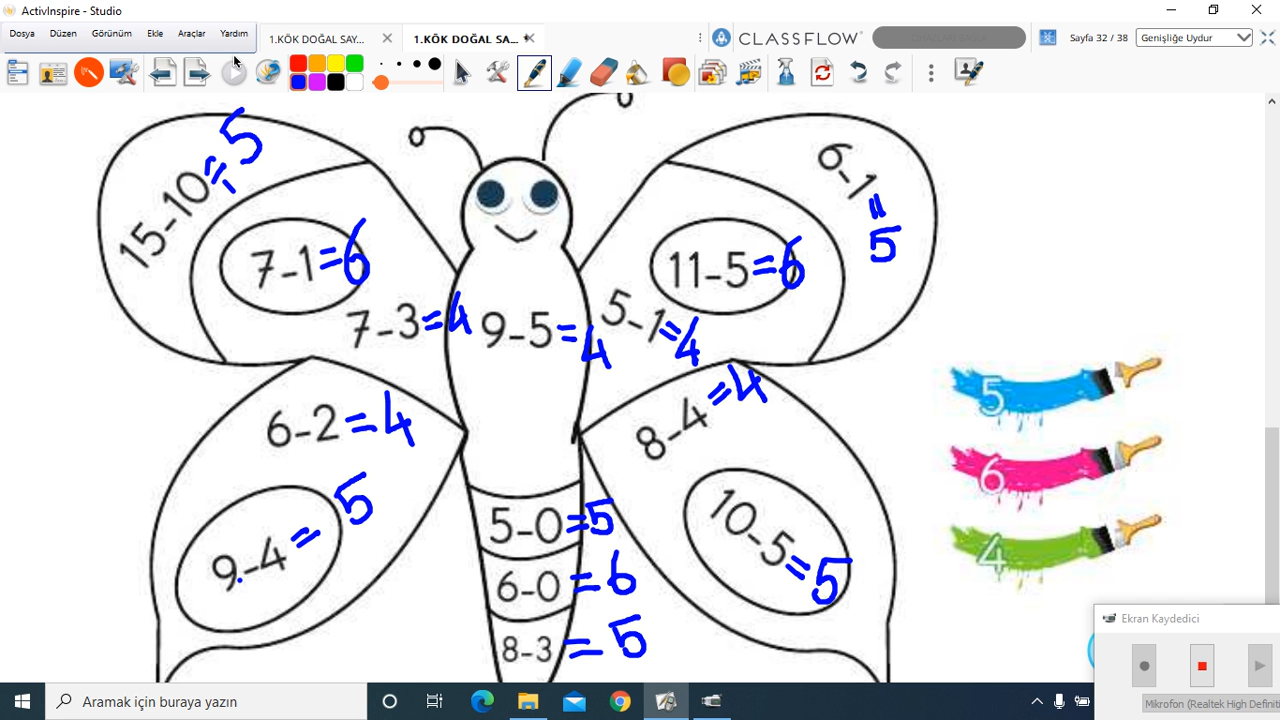 ActivInspire - Studio
Dosya Düzen Görünüm Ekle Araçlar Yardım
1.KÖK DOĞAL SAY...
1.KÖK DOĞAL SA...
CLASSFLOW
Sayfa 32 / 38
Genişliğe Uydur
15-10=5
6-1=5
7-1=6
11-5=6
7-3=4
9-5=4
5-1=4
6-2=4
8-4=4
9-4=5
10-5=5
5-0=5
6-0=6
8-3=5
5
6
4
Ekran Kaydedici
Mikrofon (Realtek High Definiti
Aramak için buraya yazın